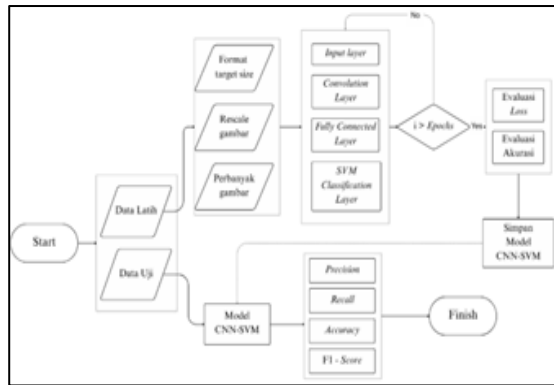 Start
Data Latih
Data Uji
Format
target size
Rescale
gambar
Perbanyak
gambar
Input layer
Convolution
Layer
Fully Connected
Layer
SVM
Classification
Layer
No
i > Epochs
Yes
Evaluasi
Loss
Evaluasi
Akurasi
Simpan
Model
CNN-SVM
Model
CNN-SVM
Precision
Recall
Accuracy
F1 - Score
Finish